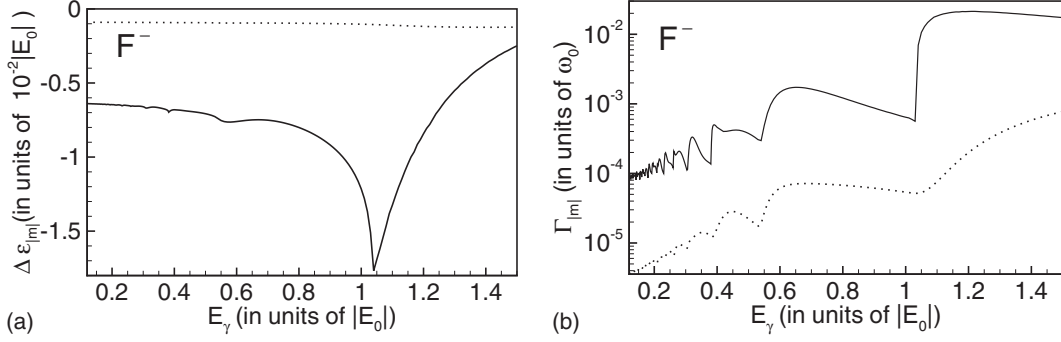 0
-0.5
-1
-1.5
Δ ε|m|(in units of 10⁻²|E₀|)
F⁻
0.2 0.4 0.6 0.8 1 1.2 1.4
Eγ (in units of |E₀|)
(a)
10⁻²
10⁻³
10⁻⁴
10⁻⁵
Γ|m| (in units of ω₀)
F⁻
0.2 0.4 0.6 0.8 1 1.2 1.4
Eγ (in units of |E₀|)
(b)